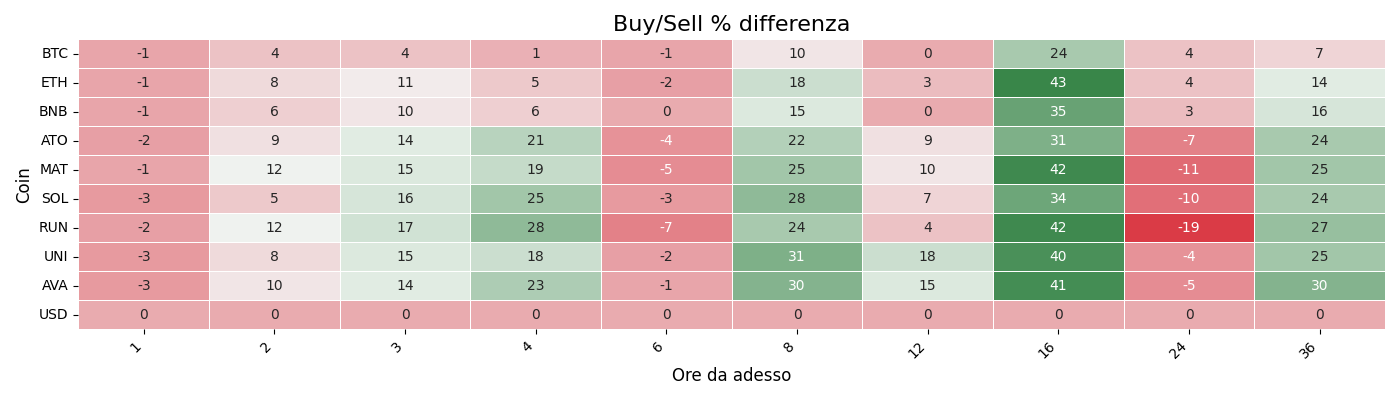 Buy/Sell % differenza
Coin
BTC -1 4 4 1 -1 10 0 24 4 7
ETH -1 8 11 5 -2 18 3 43 4 14
BNB -1 6 10 6 0 15 0 35 3 16
ATO -2 9 14 21 -4 22 9 31 -7 24
MAT -1 12 15 19 -5 25 10 42 -11 25
SOL -3 5 16 25 -3 28 7 34 -10 24
RUN -2 12 17 28 -7 24 4 42 -19 27
UNI -3 8 15 18 -2 31 18 40 -4 25
AVA -3 10 14 23 -1 30 15 41 -5 30
USD 0 0 0 0 0 0 0 0 0 0
1 2 3 4 6 8 12 16 24 36
Ore da adesso